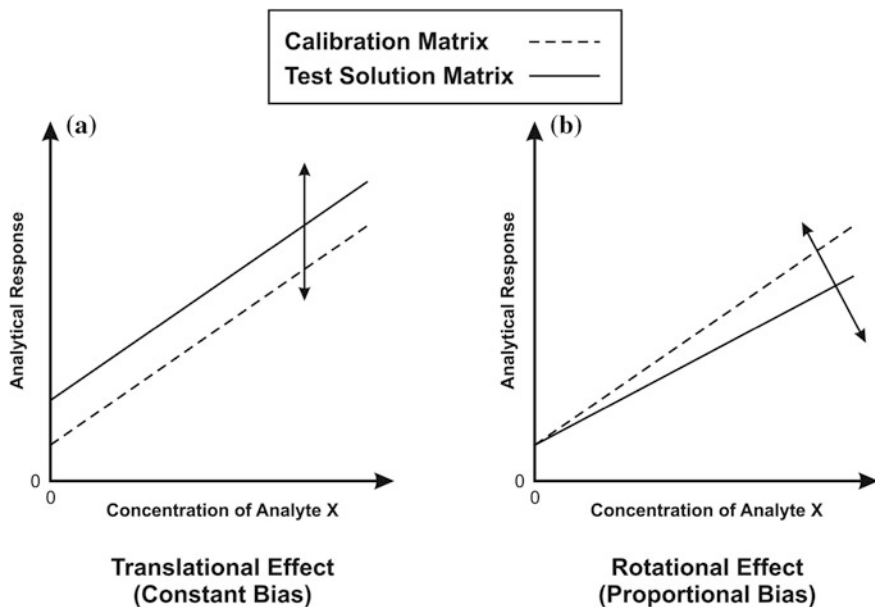 Calibration Matrix
Test Solution Matrix
(a)
Analytical Response
0
0
Concentration of Analyte X
Translational Effect
(Constant Bias)
(b)
Analytical Response
0
0
Concentration of Analyte X
Rotational Effect
(Proportional Bias)